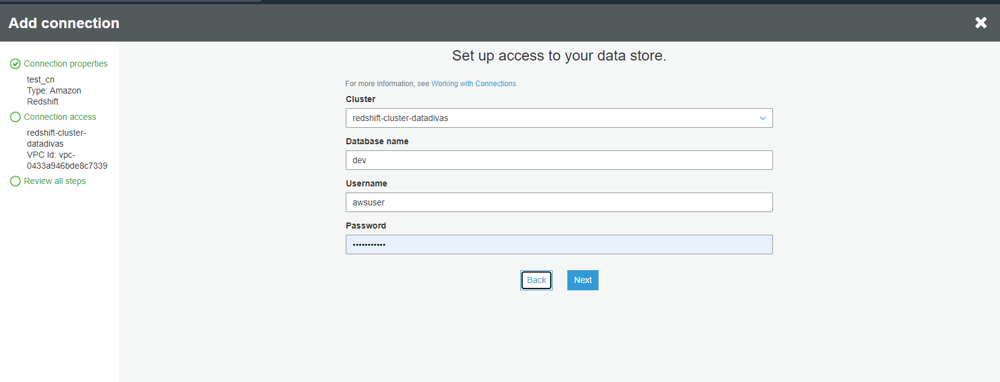 Add connection
Connection properties
test_cn
Type: Amazon
Redshift
Connection access
redshift-cluster-
datadivas
VPC Id: vpc-
0433a946bde8c7339
Review all steps
Set up access to your data store.
For more information, see Working with Connections.
Cluster
redshift-cluster-datadivas
Database name
dev
Username
awsuser
Password
•••••••••••
Back
Next